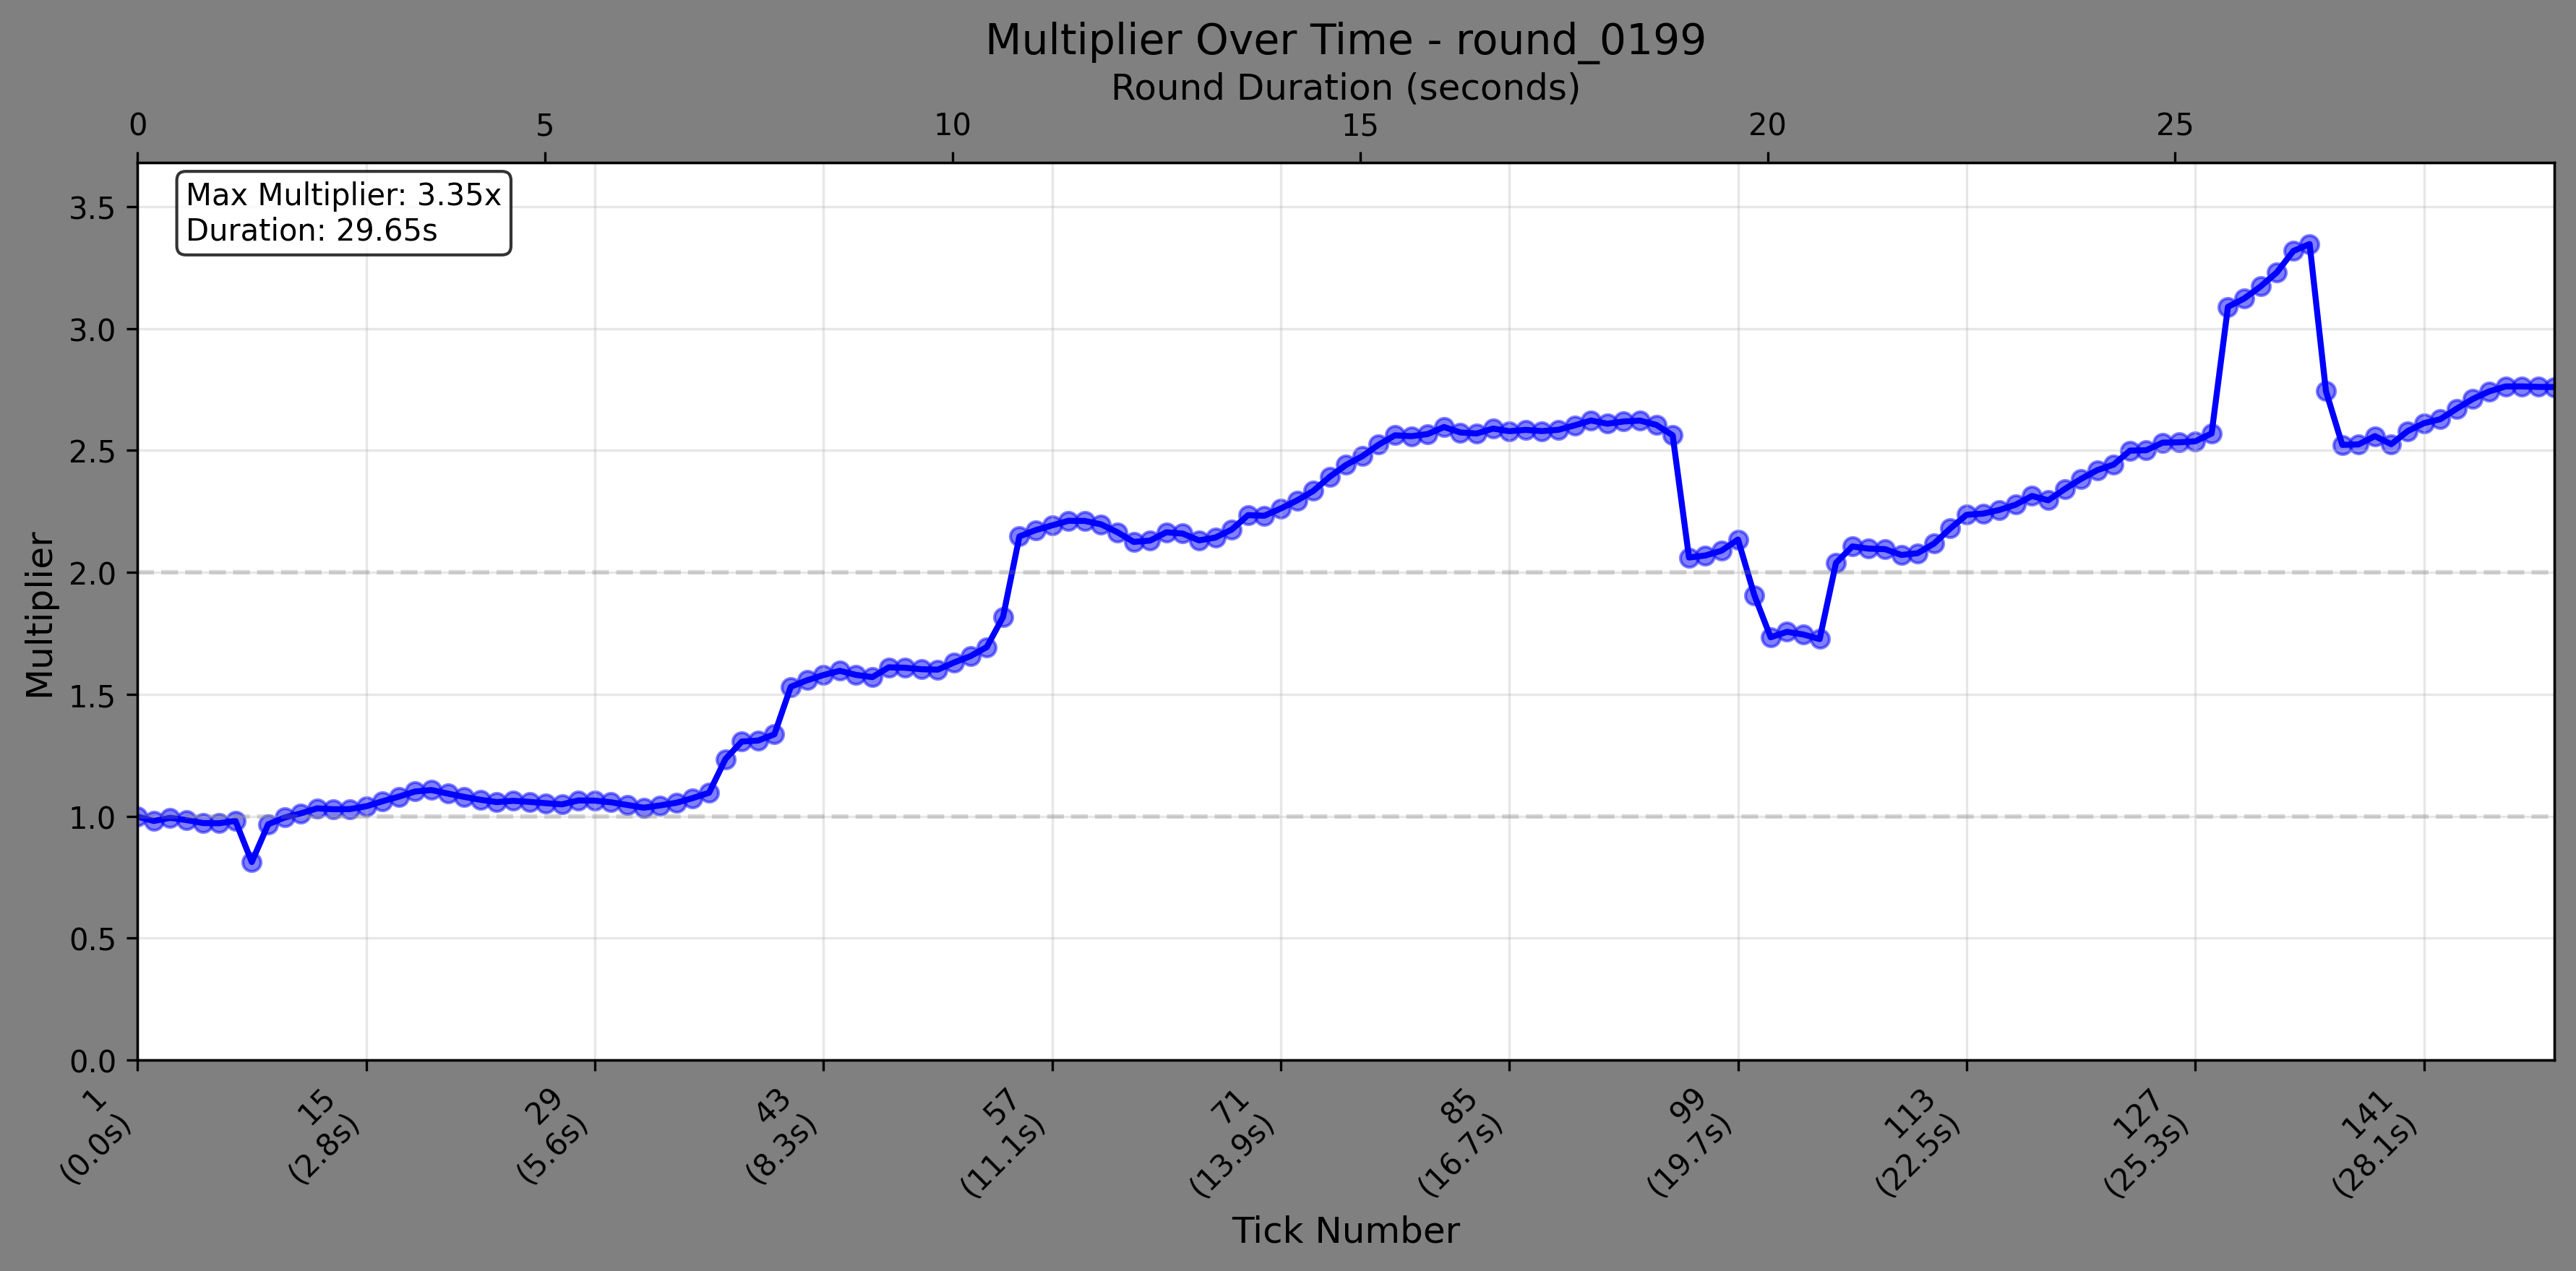 Multiplier Over Time - round_0199
Round Duration (seconds)
0 5 10 15 20 25
Max Multiplier: 3.35x
Duration: 29.65s
3.5
3.0
2.5
2.0
1.5
1.0
0.5
0.0
Multiplier
1
(0.0s)
15
(2.8s)
29
(5.6s)
43
(8.3s)
57
(11.1s)
71
(13.9s)
85
(16.7s)
99
(19.7s)
113
(22.5s)
127
(25.3s)
141
(28.1s)
Tick Number